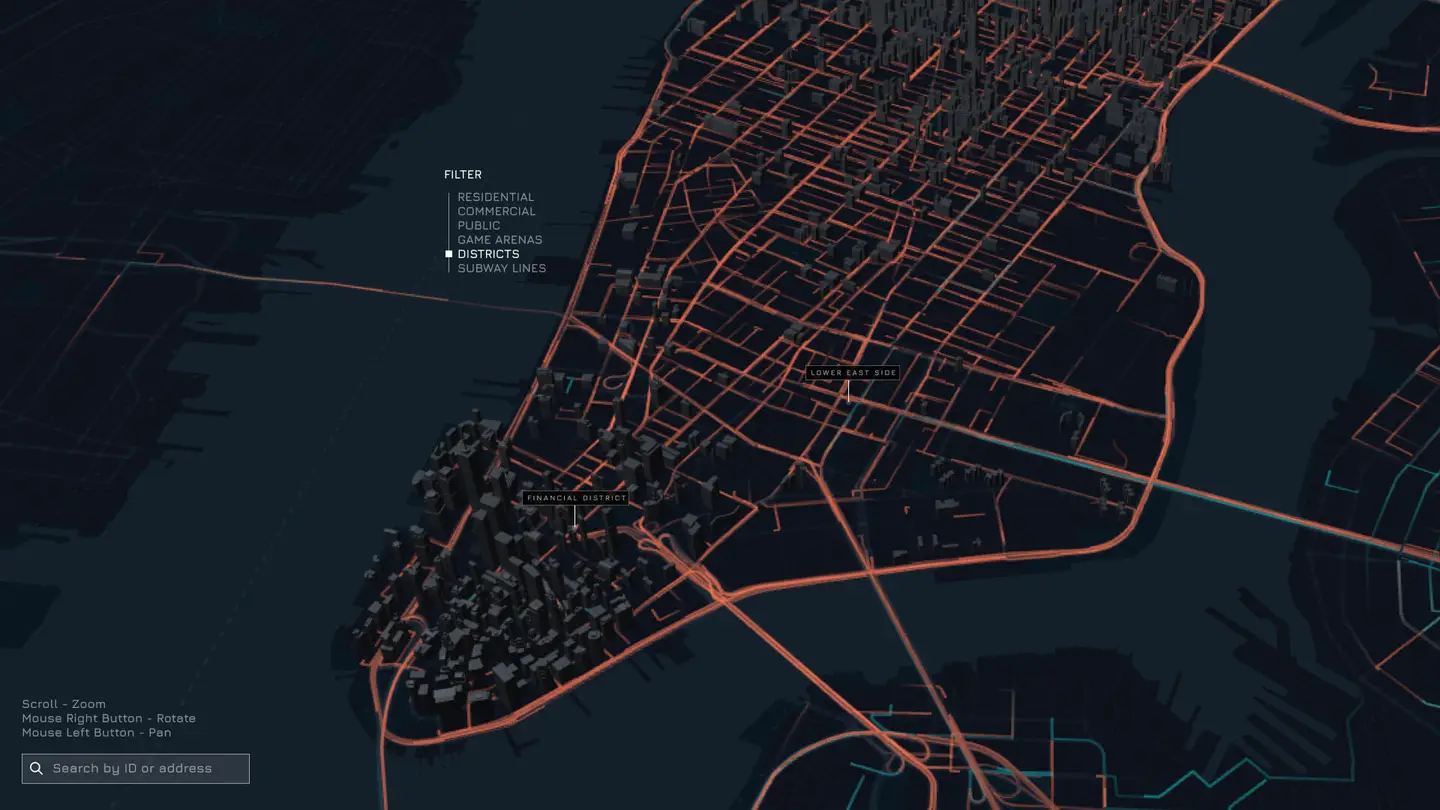 FILTER
RESIDENTIAL
COMMERCIAL
PUBLIC
GAME ARENAS
DISTRICTS
SUBWAY LINES
LOWER EAST SIDE
FINANCIAL DISTRICT
Scroll - Zoom
Mouse Right Button - Rotate
Mouse Left Button - Pan
Search by ID or address